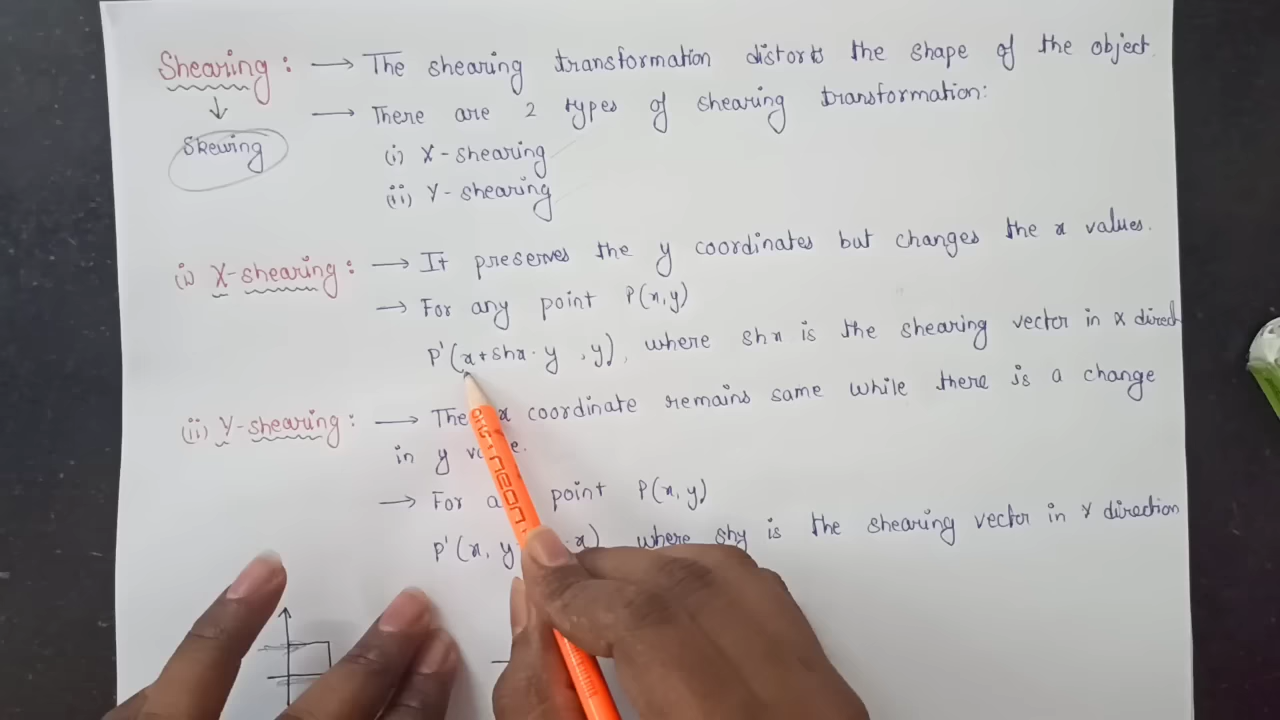 Shearing : → The shearing transformation distorts the shape of the object.
↓ → There are 2 types of shearing transformation:
Skewing
(i) X-shearing
(ii) Y-shearing
(i) X-shearing : → It preserves the y coordinates but changes the x values.
→ For any point P(x,y)
P'(x+shx·y ,y), where shx is the shearing vector in x direct
(ii) Y-shearing : → The x coordinate remains same while there is a change
in y
→ For a point P(x,y)
P'(x, y ·x) where shy is the shearing vector in Y direction